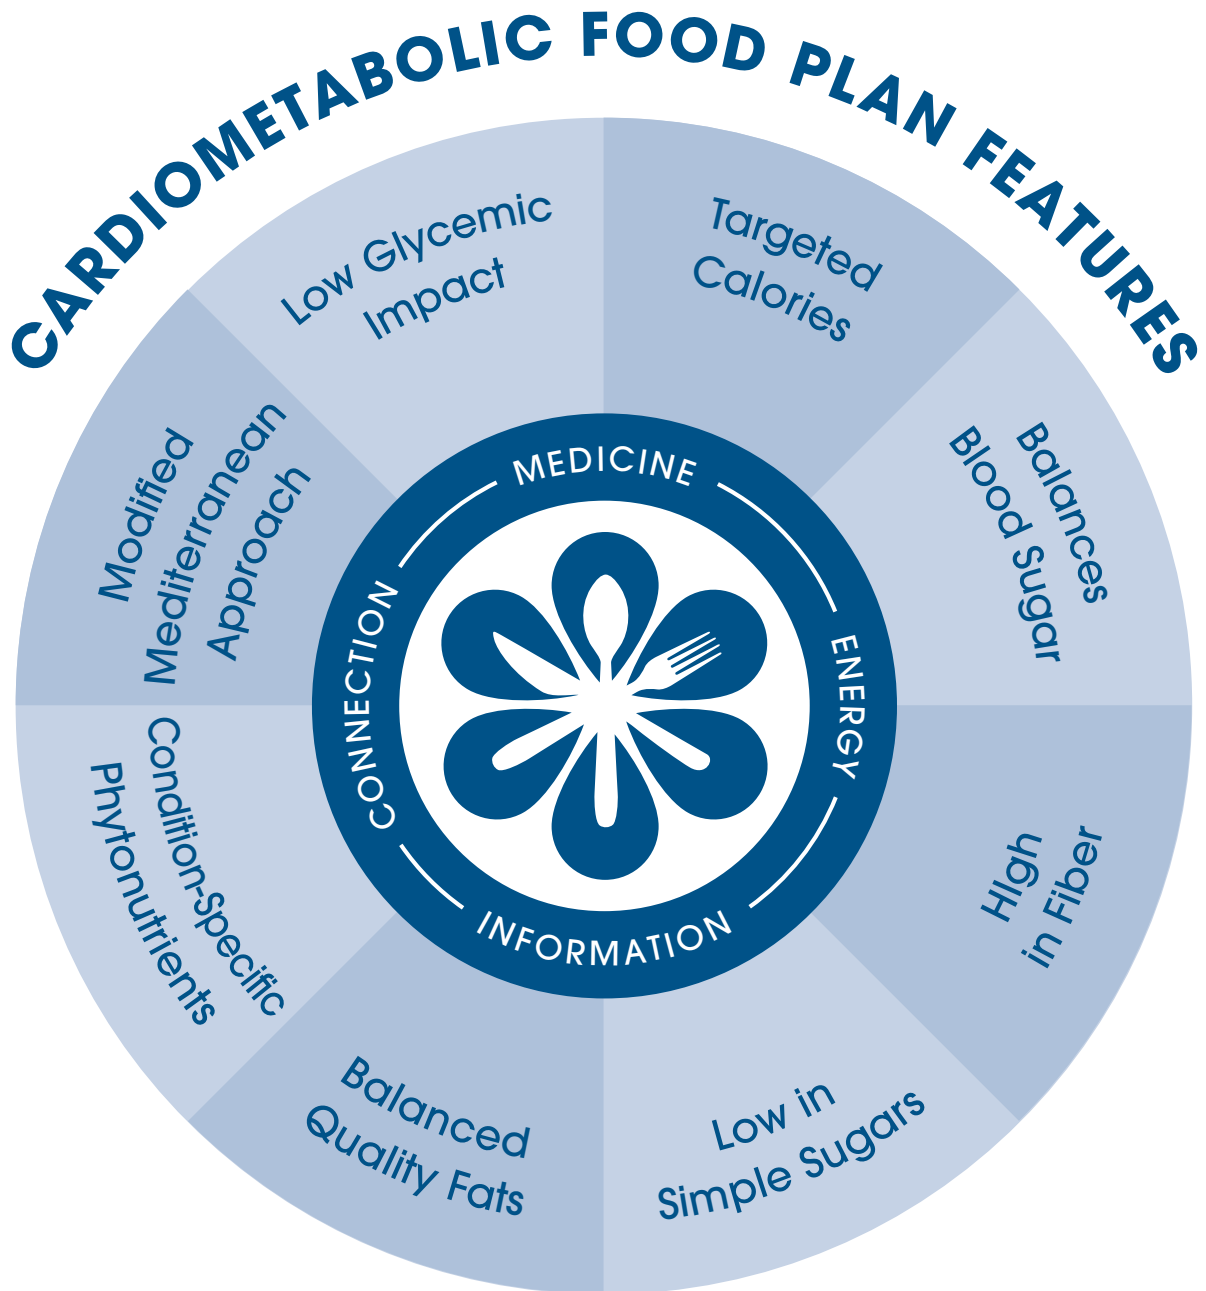 CARDIOMETABOLIC FOOD PLAN FEATURES
Targeted
Calories
Balances
Blood Sugar
HIgh
in Fiber
Low in
Simple Sugars
Balanced
Quality Fats
Condition-Specific
Phytonutrients
Modified
Mediterranean
Approach
Low Glycemic
Impact
MEDICINE
ENERGY
INFORMATION
CONNECTION